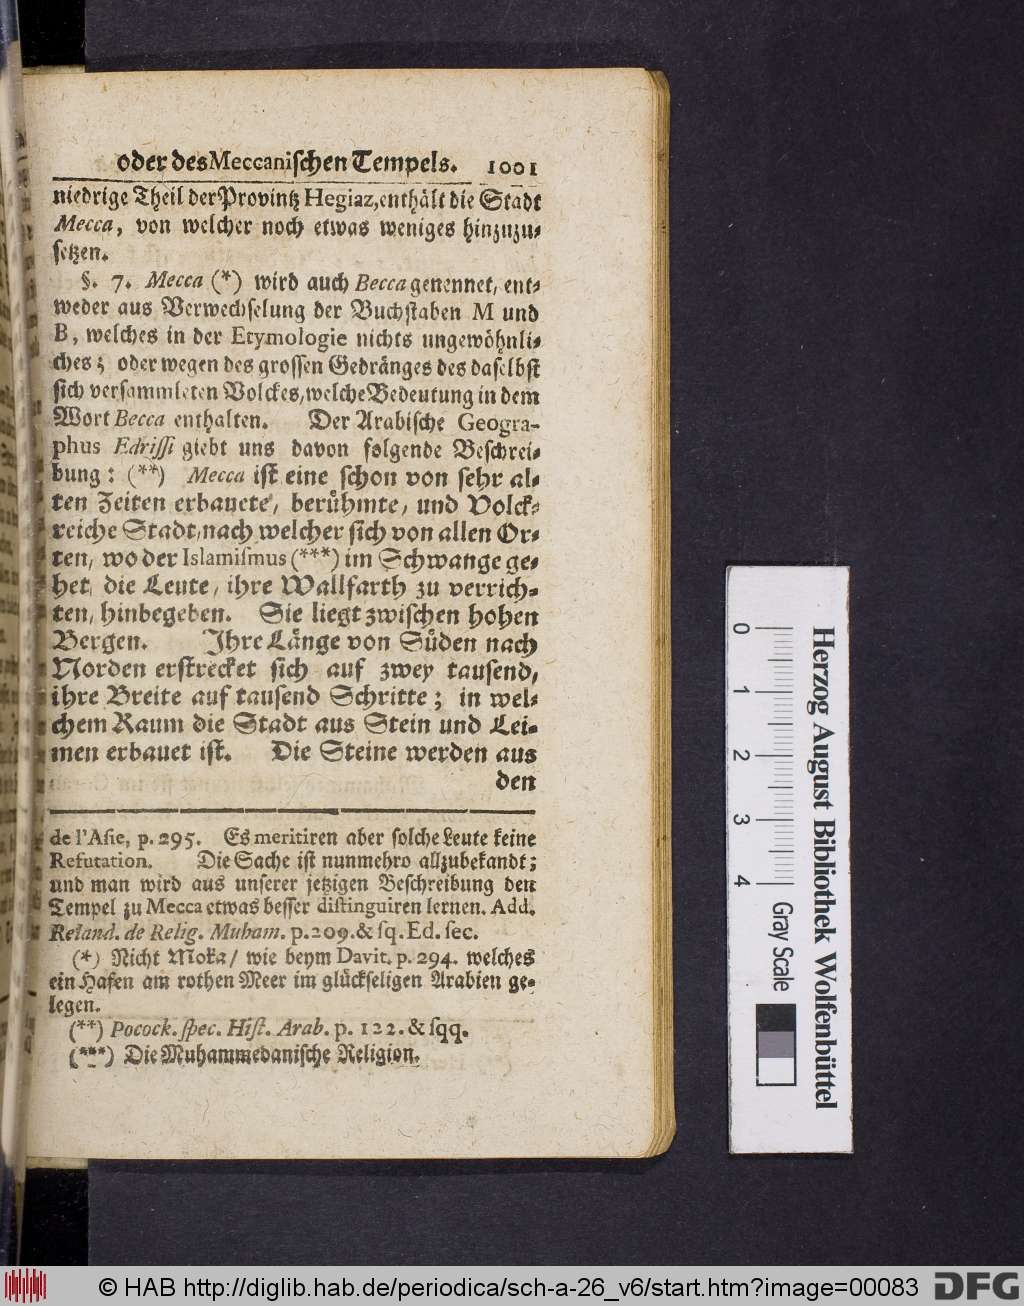 oder des Meccanischen Tempels. 1001
niedrige Theil der Provintz Hegiaz, enthält die Stadt
Mecca, von welcher noch etwas weniges hinzuzu-
setzen.
§. 7. Mecca (*) wird auch Becca genennet, ent-
weder aus Verwechselung der Buchstaben M und
B, welches in der Etymologie nichts ungewöhnli-
ches; oder wegen des grossen Gedränges des daselbst
sich versammleten Volckes, welche Bedeutung in dem
Wort Becca enthalten. Der Arabische Geogra-
phus Edrissi giebt uns davon folgende Beschrei-
bung: (**) Mecca ist eine schon von sehr al-
ten Zeiten erbauete, berühmte, und Volck-
reiche Stadt, nach welcher sich von allen Or-
ten, wo der Islamismus (***) im Schwange ge-
het, die Leute, ihre Wallfarth zu verrich-
ten, hinbegeben. Sie liegt zwischen hohen
Bergen. Ihre Länge von Süden nach
Norden erstrecket sich auf zwey tausend,
ihre Breite auf tausend Schritte; in wel-
chem Raum die Stadt aus Stein und Lei-
men erbauet ist. Die Steine werden aus
den
de l'Asie, p. 295. Es meritiren aber solche Leute keine
Refutation. Die Sache ist nunmehro allzubekandt;
und man wird aus unserer jetzigen Beschreibung den
Tempel zu Mecca etwas besser distinguiren lernen. Add.
Reland. de Relig. Muham. p. 209. & sq. Ed. sec.
(*) Nicht Moka/ wie beym Davit. p. 294. welches
ein Hafen am rothen Meer im glückseligen Arabien ge-
legen.
(**) Pocock. spec. Hist. Arab. p. 122. & sqq.
(***) Die Muhammedanische Religion.
Herzog August Bibliothek Wolfenbüttel
0 1 2 3 4 Gray Scale
© HAB http://diglib.hab.de/periodica/sch-a-26_v6/start.htm?image=00083 DFG